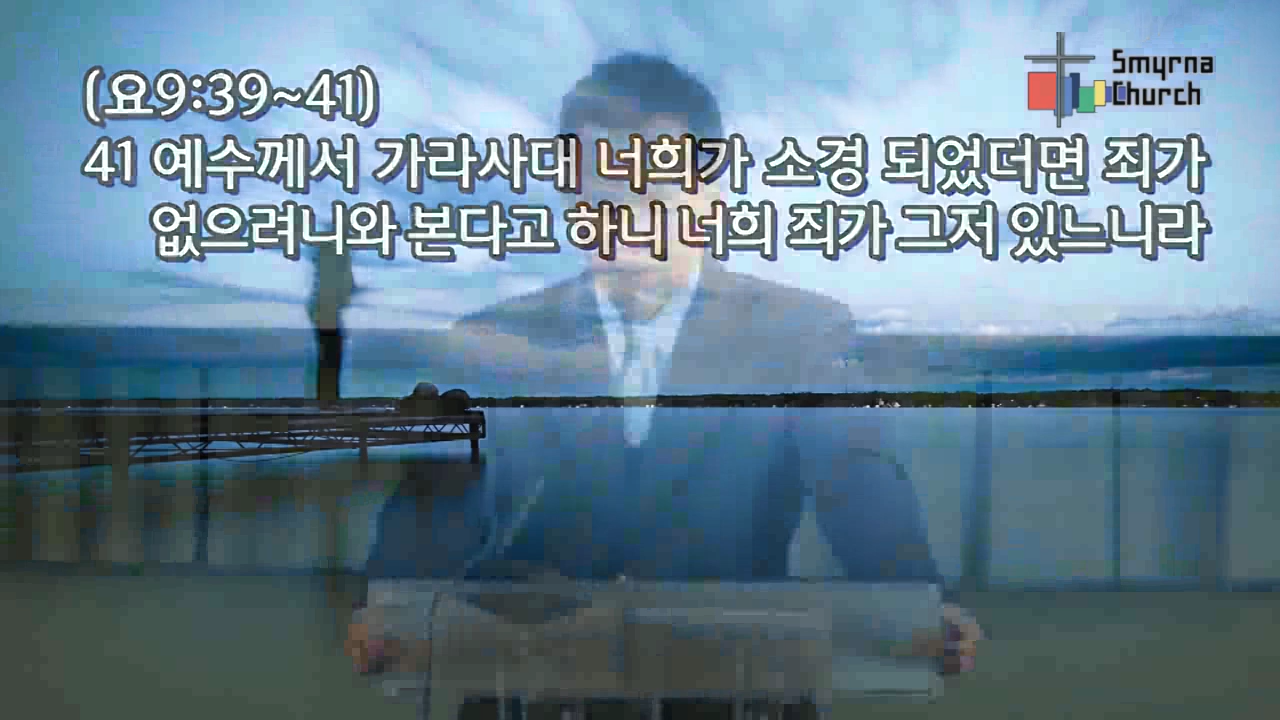 (요9:39~41)
41 예수께서 가라사대 너희가 소경 되었더면 죄가
없으려니와 본다고 하니 너희 죄가 그저 있느니라
Smyrna
Church